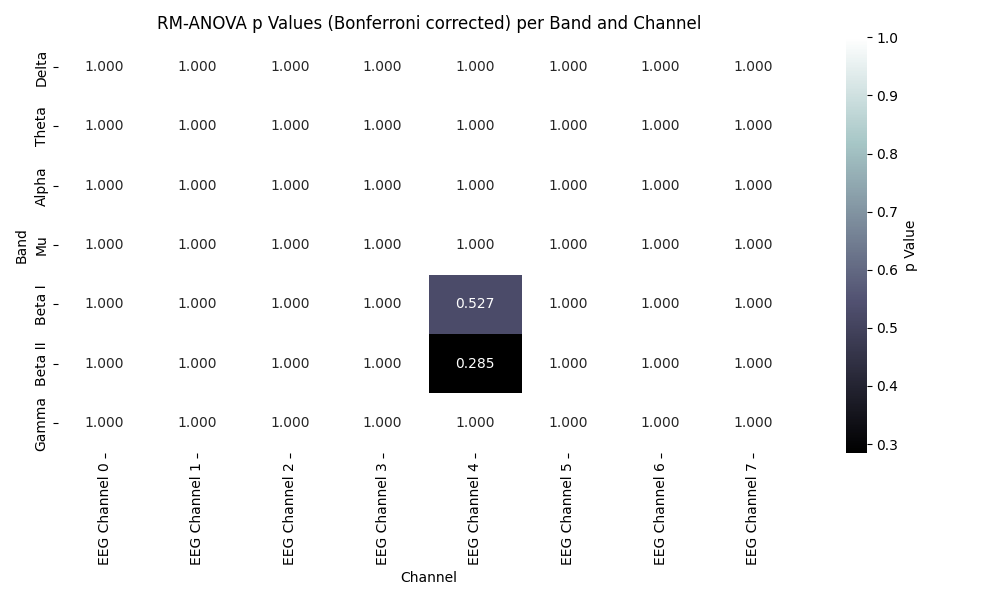 RM-ANOVA p Values (Bonferroni corrected) per Band and Channel
Band
Delta 1.000 1.000 1.000 1.000 1.000 1.000 1.000 1.000
Theta 1.000 1.000 1.000 1.000 1.000 1.000 1.000 1.000
Alpha 1.000 1.000 1.000 1.000 1.000 1.000 1.000 1.000
Mu 1.000 1.000 1.000 1.000 1.000 1.000 1.000 1.000
Beta I 1.000 1.000 1.000 1.000 0.527 1.000 1.000 1.000
Beta II 1.000 1.000 1.000 1.000 0.285 1.000 1.000 1.000
Gamma 1.000 1.000 1.000 1.000 1.000 1.000 1.000 1.000
EEG Channel 0
EEG Channel 1
EEG Channel 2
EEG Channel 3
EEG Channel 4
EEG Channel 5
EEG Channel 6
EEG Channel 7
Channel
1.0
0.9
0.8
0.7
0.6
0.5
0.4
0.3
p Value